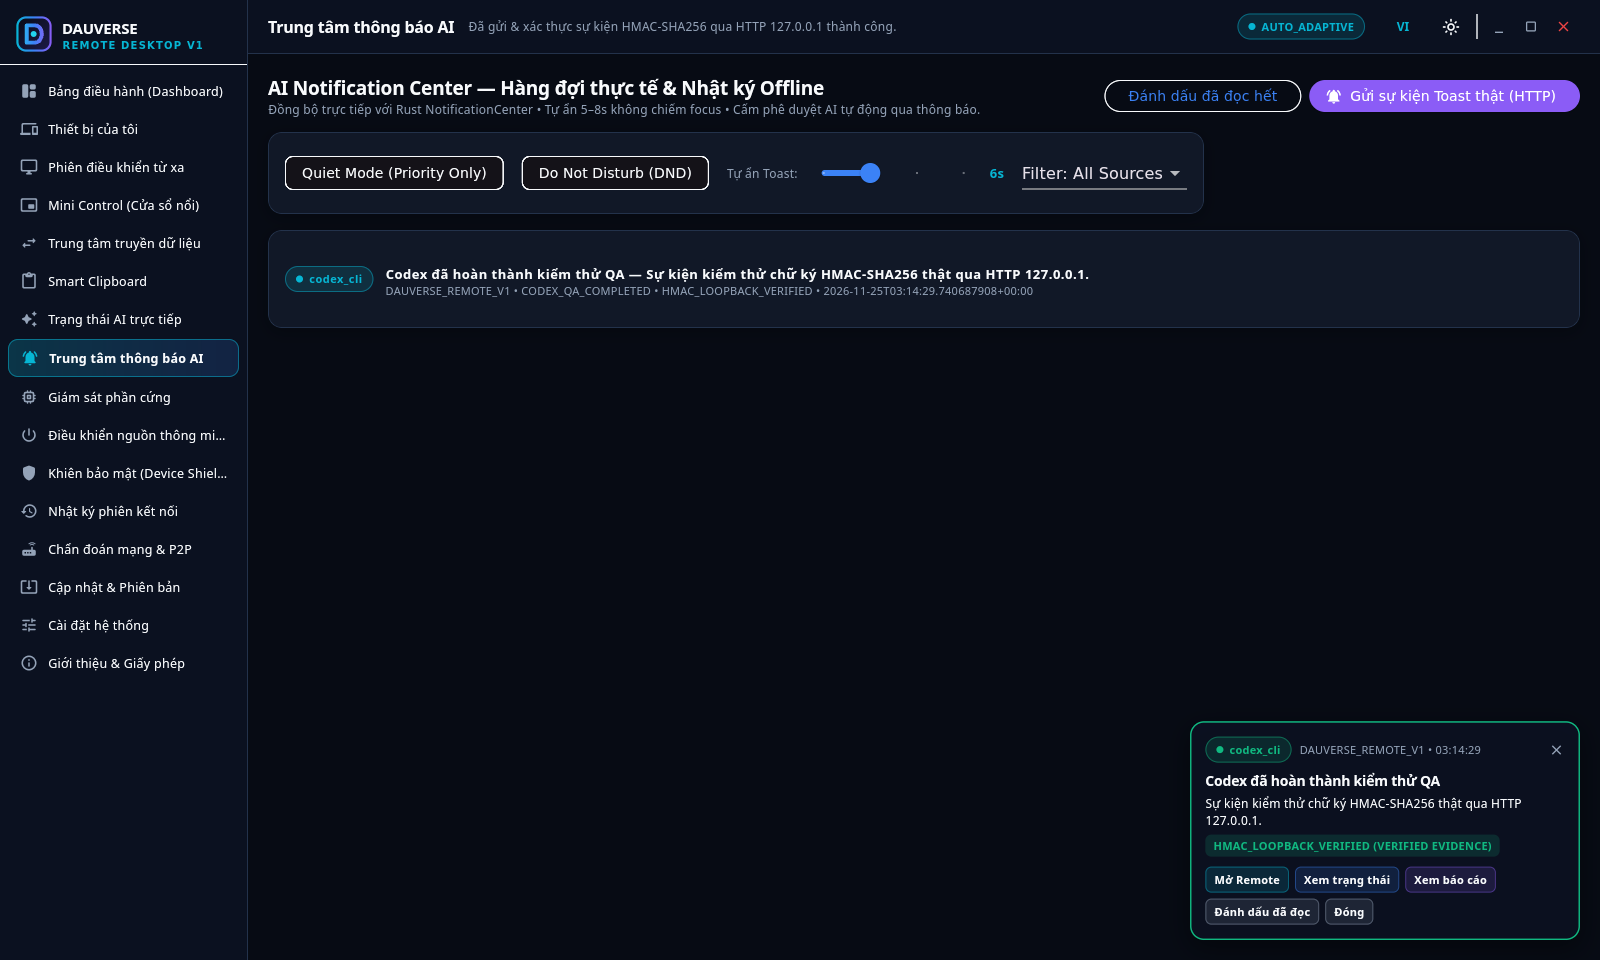 DAUVERSE
REMOTE DESKTOP V1
Bảng điều hành (Dashboard)
Thiết bị của tôi
Phiên điều khiển từ xa
Mini Control (Cửa sổ nổi)
Trung tâm truyền dữ liệu
Smart Clipboard
Trạng thái AI trực tiếp
Trung tâm thông báo AI
Giám sát phần cứng
Điều khiển nguồn thông mi...
Khiên bảo mật (Device Shiel...
Nhật ký phiên kết nối
Chẩn đoán mạng & P2P
Cập nhật & Phiên bản
Cài đặt hệ thống
Giới thiệu & Giấy phép
Trung tâm thông báo AI Đã gửi & xác thực sự kiện HMAC-SHA256 qua HTTP 127.0.0.1 thành công.
AUTO_ADAPTIVE VI
AI Notification Center — Hàng đợi thực tế & Nhật ký Offline
Đồng bộ trực tiếp với Rust NotificationCenter • Tự ẩn 5–8s không chiếm focus • Cấm phê duyệt AI tự động qua thông báo.
Đánh dấu đã đọc hết Gửi sự kiện Toast thật (HTTP)
Quiet Mode (Priority Only) Do Not Disturb (DND) Tự ẩn Toast: 6s Filter: All Sources
codex_cli
Codex đã hoàn thành kiểm thử QA — Sự kiện kiểm thử chữ ký HMAC-SHA256 thật qua HTTP 127.0.0.1.
DAUVERSE_REMOTE_V1 • CODEX_QA_COMPLETED • HMAC_LOOPBACK_VERIFIED • 2026-11-25T03:14:29.740687908+00:00
codex_cli DAUVERSE_REMOTE_V1 • 03:14:29
Codex đã hoàn thành kiểm thử QA
Sự kiện kiểm thử chữ ký HMAC-SHA256 thật qua HTTP
127.0.0.1.
HMAC_LOOPBACK_VERIFIED (VERIFIED EVIDENCE)
Mở Remote Xem trạng thái Xem báo cáo
Đánh dấu đã đọc Đóng